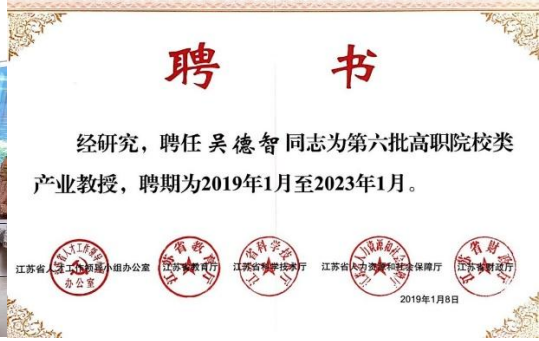 聘 书
经研究，聘任 吴德智 同志为第六批高职院校类
产业教授，聘期为2019年1月至2023年1月。
江苏省人才工作领导小组办公室 江苏省教育厅 江苏省科学技术厅 江苏省人力资源和社会保障厅 江苏省财政厅
2019年1月8日